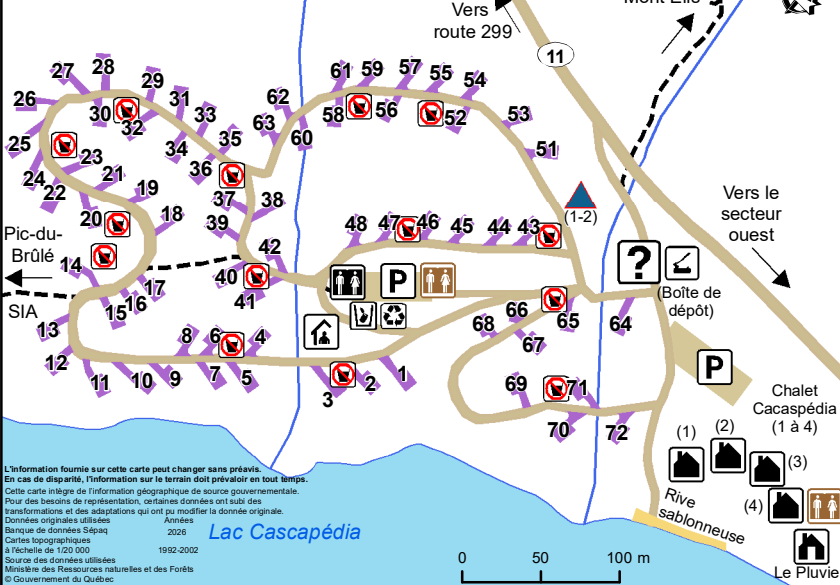 Vers
route 299
11
27
28
29
26
30
32
31
33
25
34
35
36
24
22
23
21
19
20
18
37
38
39
Pic-du-
Brûlé
14
17
16
15
SIA
13
12
11
10
9
8
7
6
5
4
3
2
1
40
41
42
62
63
60
61
59
58
56
57
55
54
52
53
51
48
47
46
45
44
43
(1-2)
Vers le
secteur
ouest
P
?
(Boîte de
dépôt)
66
65
64
68
67
69
71
70
72
P
Chalet
Cacaspédia
(1 à 4)
(1)
(2)
(3)
(4)
Le Pluvie
Rive
sablonneuse
L'information fournie sur cette carte peut changer sans préavis.
En cas de disparité, l'information sur le terrain doit prévaloir en tout temps.
Cette carte intègre de l'information géographique de source gouvernementale.
Pour des besoins de représentation, certaines données ont subi des
transformations et des adaptations qui ont pu modifier la donnée originale.
Données originales utilisées Années
Banque de données Sépaq 2026
Cartes topographiques
à l'échelle de 1/20 000 1992-2002
Source des données utilisées
Ministère des Ressources naturelles et des Forêts
© Gouvernement du Québec
Lac Cascapédia
0 50 100 m